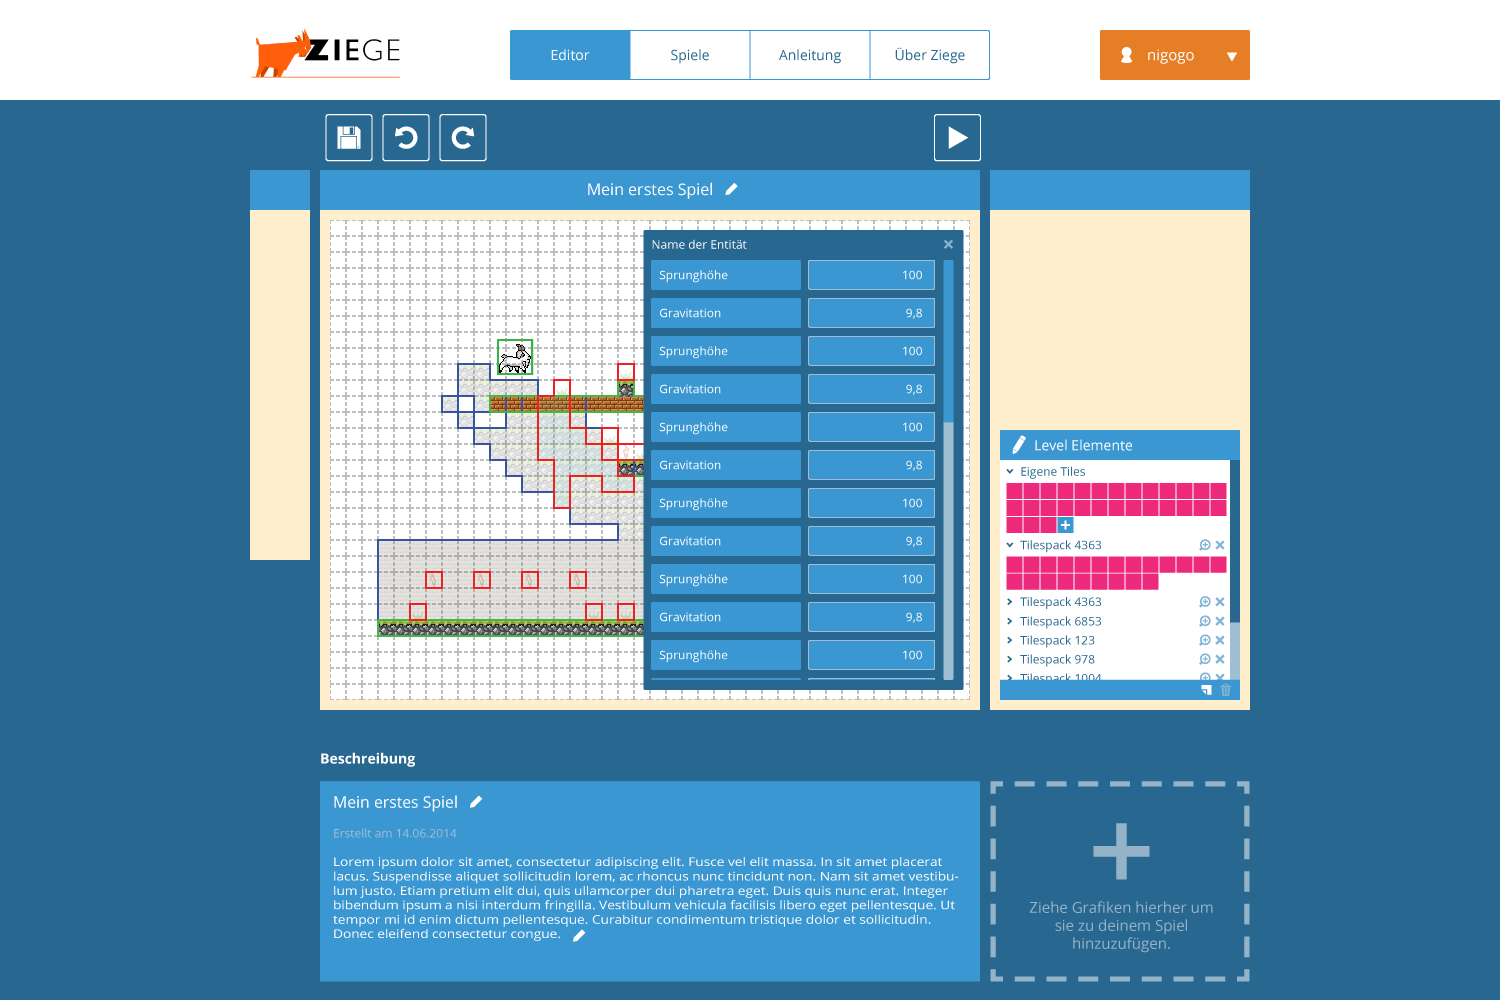 ZIEGE
Editor
Spiele
Anleitung
Über Ziege
nigogo
Mein erstes Spiel
Name der Entität
Sprunghöhe 100
Gravitation 9,8
Sprunghöhe 100
Gravitation 9,8
Sprunghöhe 100
Gravitation 9,8
Sprunghöhe 100
Gravitation 9,8
Sprunghöhe 100
Gravitation 9,8
Sprunghöhe 100
Level Elemente
Eigene Tiles
Tilespack 4363
Tilespack 4363
Tilespack 6853
Tilespack 123
Tilespack 978
Tilespack 1004
Beschreibung
Mein erstes Spiel
Erstellt am 14.06.2014
Lorem ipsum dolor sit amet, consectetur adipiscing elit. Fusce vel elit massa. In sit amet placerat
lacus. Suspendisse aliquet sollicitudin lorem, ac rhoncus nunc tincidunt non. Nam sit amet vestibu-
lum justo. Etiam pretium elit dui, quis ullamcorper dui pharetra eget. Duis quis nunc erat. Integer
bibendum ipsum a nisi interdum fringilla. Vestibulum vehicula facilisis libero eget pellentesque. Ut
tempor mi id enim dictum pellentesque. Curabitur condimentum tristique dolor et sollicitudin.
Donec eleifend consectetur congue.
Ziehe Grafiken hierher um
sie zu deinem Spiel
hinzuzufügen.